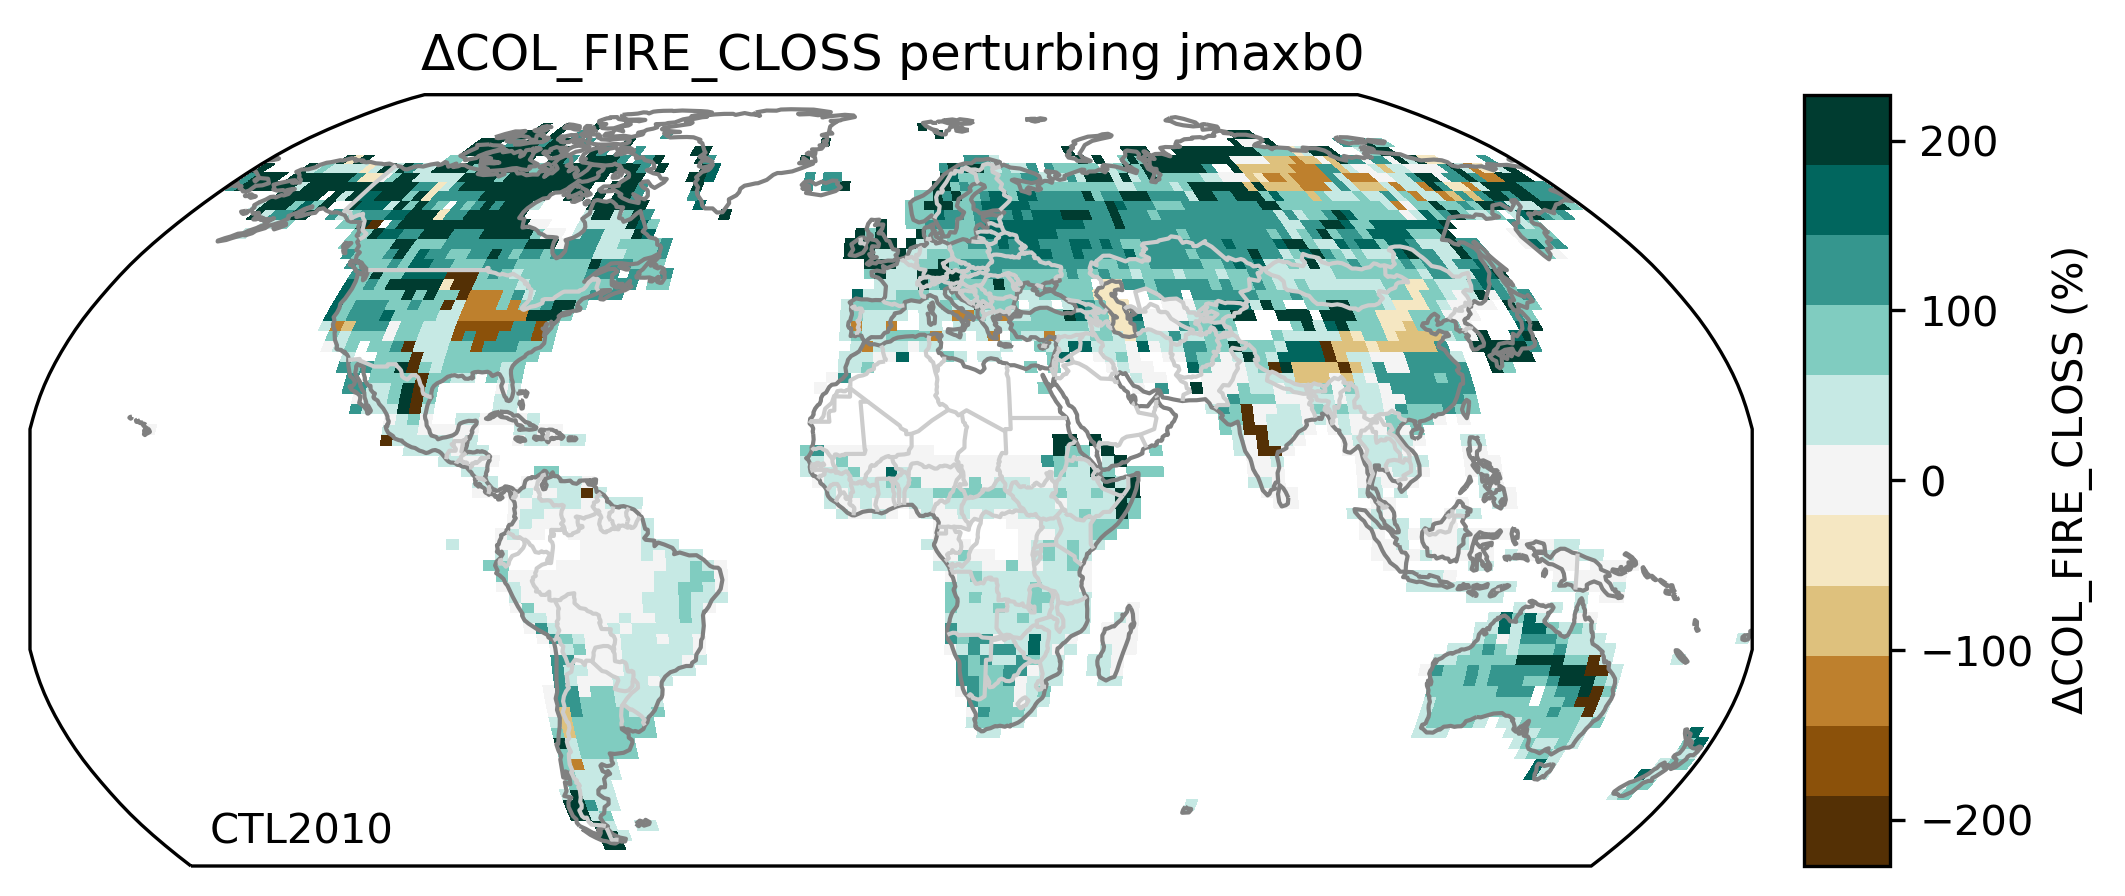 ΔCOL_FIRE_CLOSS perturbing jmaxb0
200
100
0
−100
−200
ΔCOL_FIRE_CLOSS (%)
CTL2010